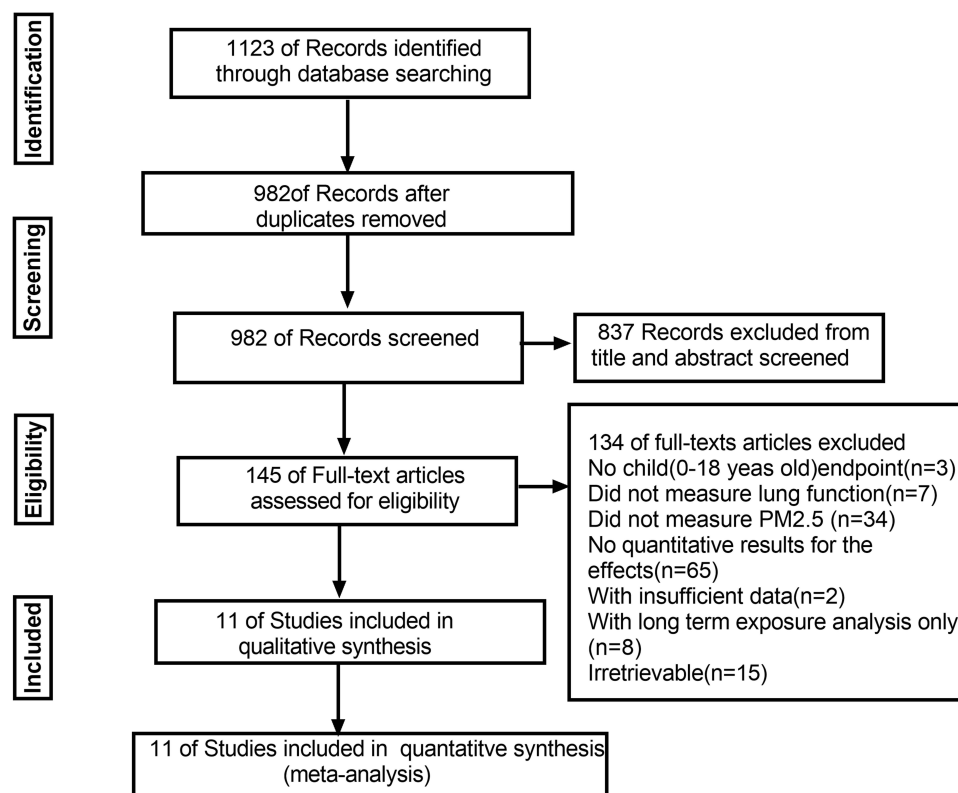 Identification
1123 of Records identified
through database searching
982of Records after
duplicates removed
Screening
982 of Records screened
837 Records excluded from
title and abstract screened
Eligibility
145 of Full-text articles
assessed for eligibility
134 of full-texts articles excluded
No child(0-18 yeas old)endpoint(n=3)
Did not measure lung function(n=7)
Did not measure PM2.5 (n=34)
No quantitative results for the
effects(n=65)
With insufficient data(n=2)
With long term exposure analysis only
(n=8)
Irretrievable(n=15)
Included
11 of Studies included in
qualitative synthesis
11 of Studies included in quantatitve synthesis
(meta-analysis)